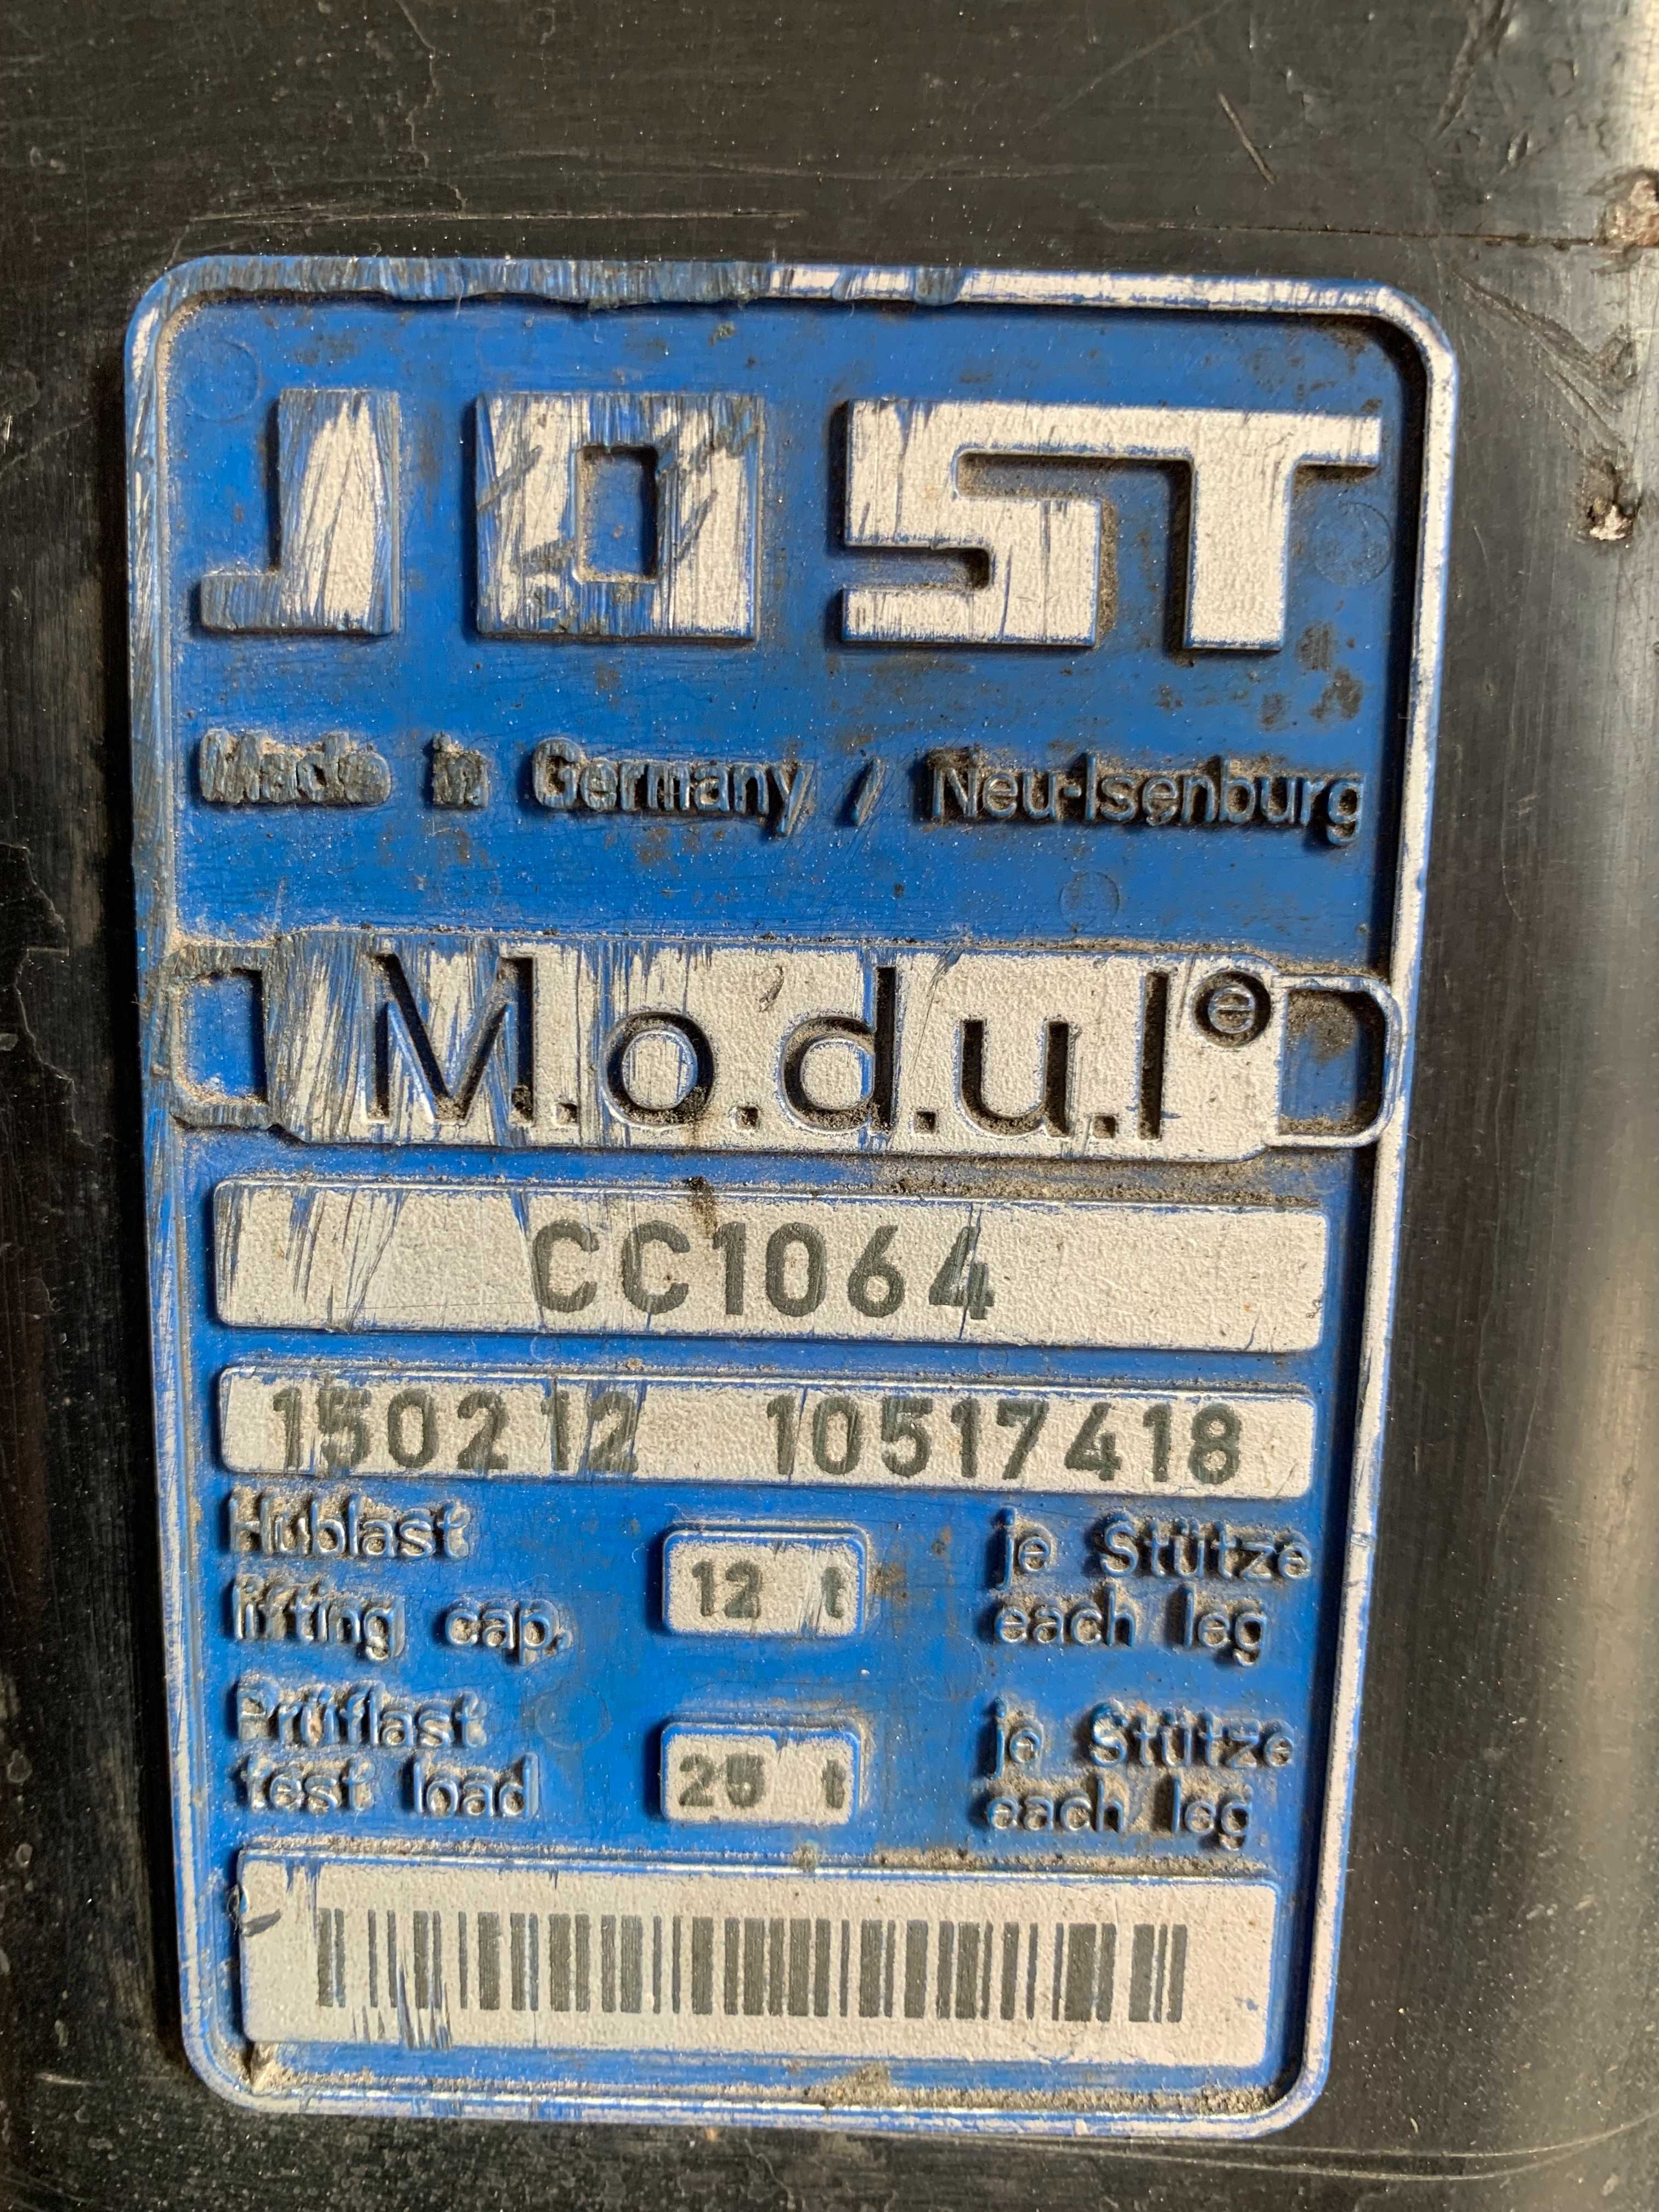 JOST
Made in Germany / Neu-Isenburg
M.o.d.u.l®
CC1064
150212 10517418
Hublast 12 t je Stütze
lifting cap. each leg
Prüflast 25 t je Stütze
test load each leg